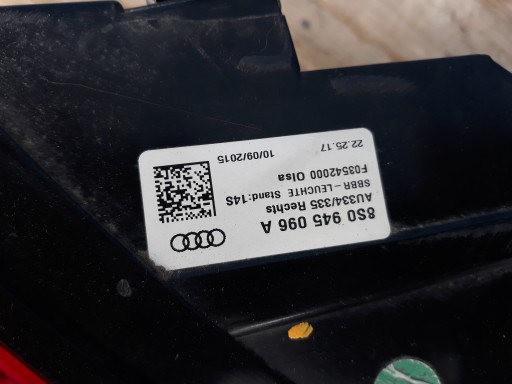 8S0 945 096 A
AU334/335 Rechts
SBBR-LEUCHTE Stand:14S
F03542000 Olsa
10/09/2015 22.25.17